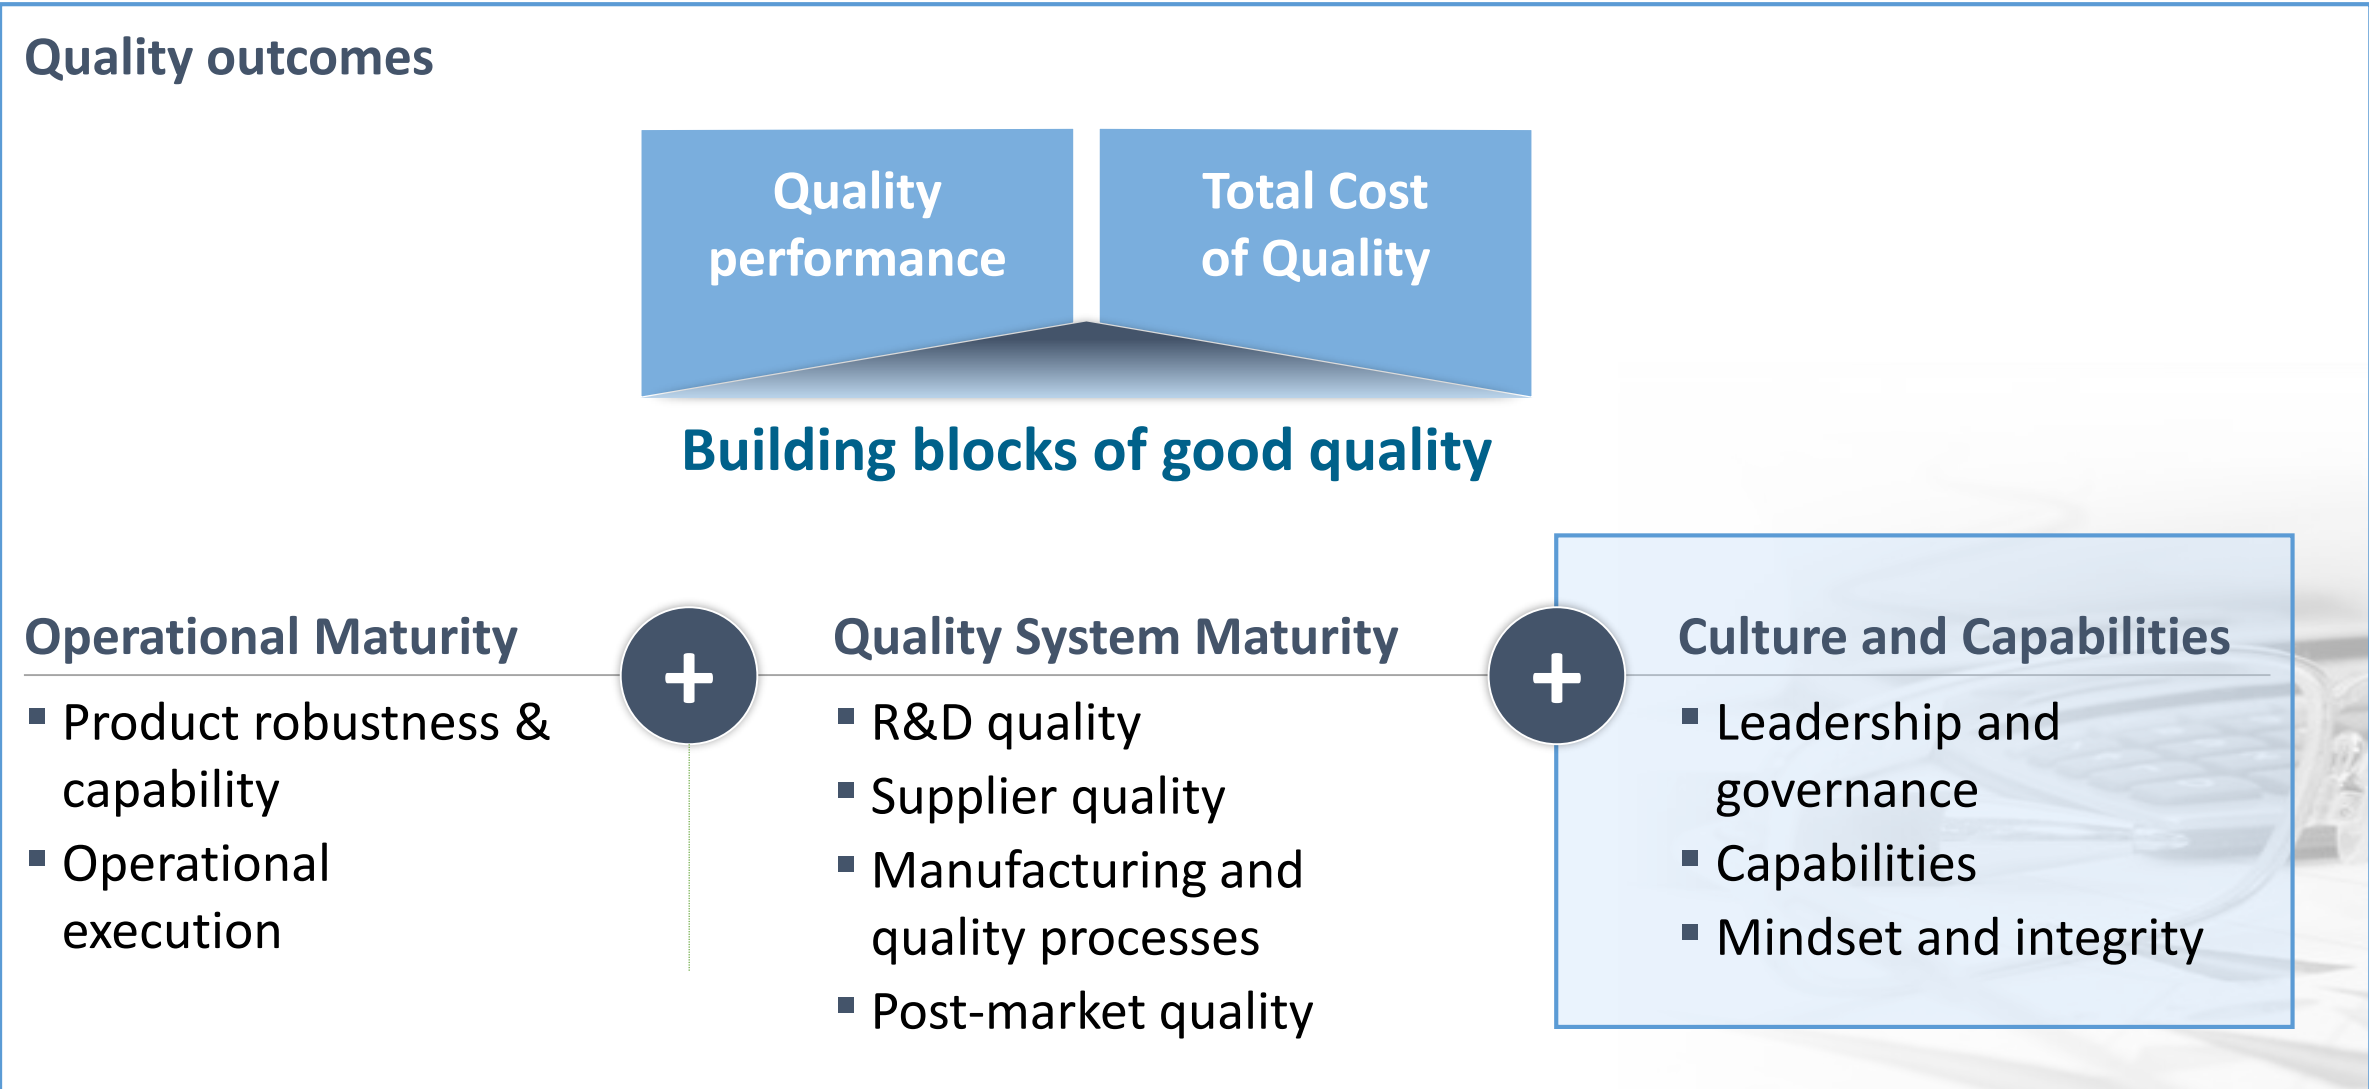 Quality outcomes
Quality
performance
Total Cost
of Quality
Building blocks of good quality
Operational Maturity
▪ Product robustness &
capability
▪ Operational
execution
+
Quality System Maturity
▪ R&D quality
▪ Supplier quality
▪ Manufacturing and
quality processes
▪ Post-market quality
+
Culture and Capabilities
▪ Leadership and
governance
▪ Capabilities
▪ Mindset and integrity